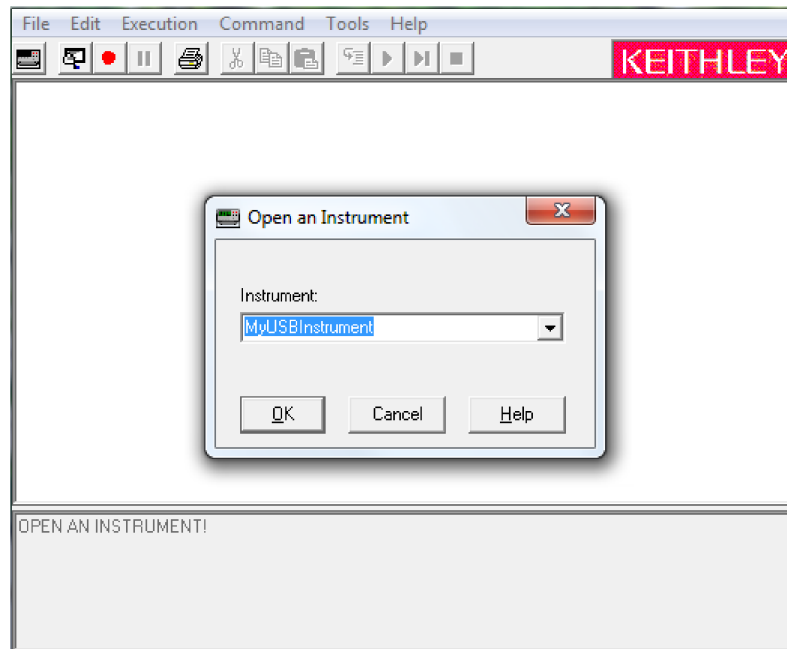 File Edit Execution Command Tools Help
KEITHLEY
Open an Instrument
Instrument:
MyUSBInstrument
OK Cancel Help
OPEN AN INSTRUMENT!